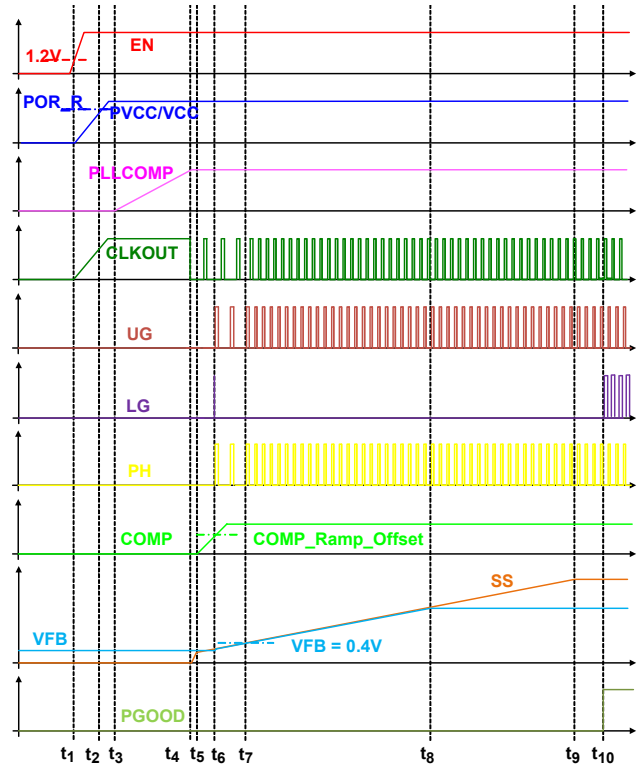 EN
1.2V
POR_R
PVCC/VCC
PLLCOMP
CLKOUT
UG
LG
PH
COMP
COMP_Ramp_Offset
SS
VFB
VFB = 0.4V
PGOOD
t1 t2 t3 t4 t5 t6 t7 t8 t9 t10